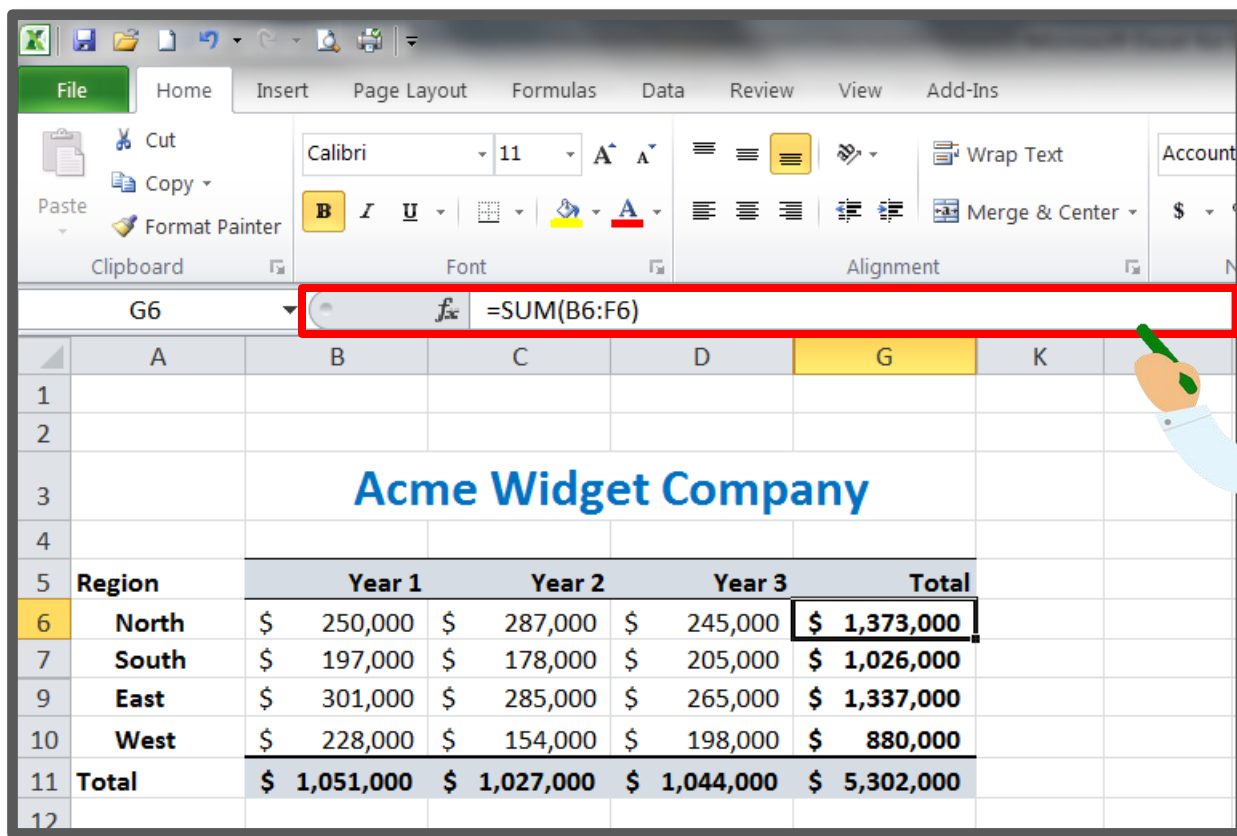 File Home Insert Page Layout Formulas Data Review View Add-Ins
Cut
Copy
Paste
Format Painter
Calibri 11 A A
B I U A
Wrap Text
Merge & Center
Account
$
Clipboard Font Alignment
G6 fx =SUM(B6:F6)
A B C D G K
1
2
3 Acme Widget Company
4
5 Region Year 1 Year 2 Year 3 Total
6 North $ 250,000 $ 287,000 $ 245,000 $ 1,373,000
7 South $ 197,000 $ 178,000 $ 205,000 $ 1,026,000
9 East $ 301,000 $ 285,000 $ 265,000 $ 1,337,000
10 West $ 228,000 $ 154,000 $ 198,000 $ 880,000
11 Total $ 1,051,000 $ 1,027,000 $ 1,044,000 $ 5,302,000
12